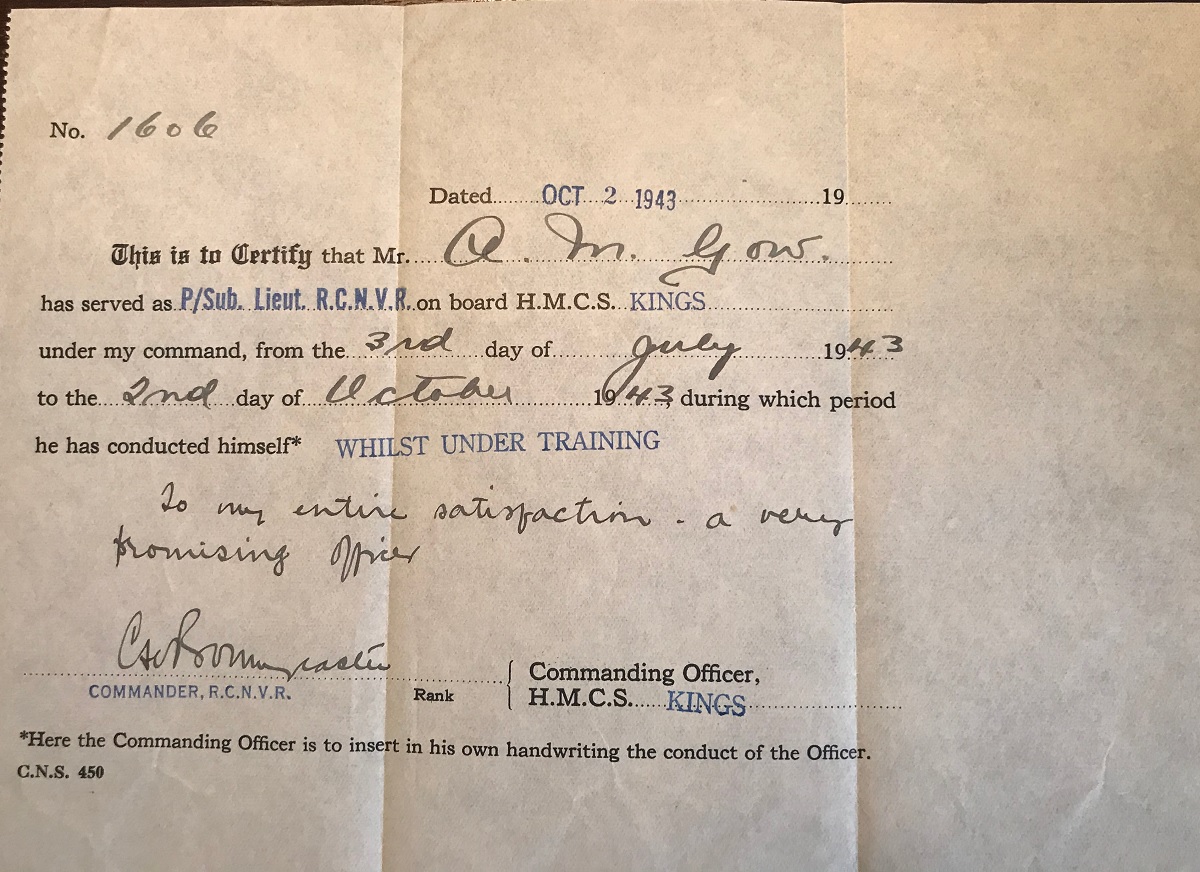 No. 1606
Dated OCT 2 1943 19
This is to Certify that Mr. A. M. Gow.
has served as P/Sub. Lieut. R.C.N.V.R. on board H.M.C.S. KINGS
under my command, from the 3rd day of July 1943
to the 2nd day of October 1943, during which period
he has conducted himself* WHILST UNDER TRAINING
To my entire satisfaction - a very
promising officer
COMMANDER, R.C.N.V.R. Rank
Commanding Officer,
H.M.C.S. KINGS
*Here the Commanding Officer is to insert in his own handwriting the conduct of the Officer.
C.N.S. 450